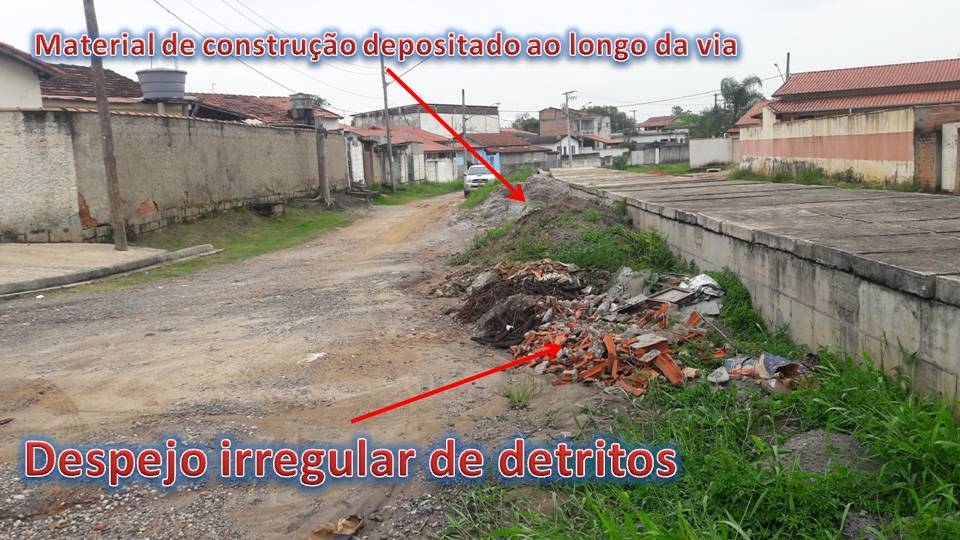 Material de construção depositado ao longo da via
Despejo irregular de detritos